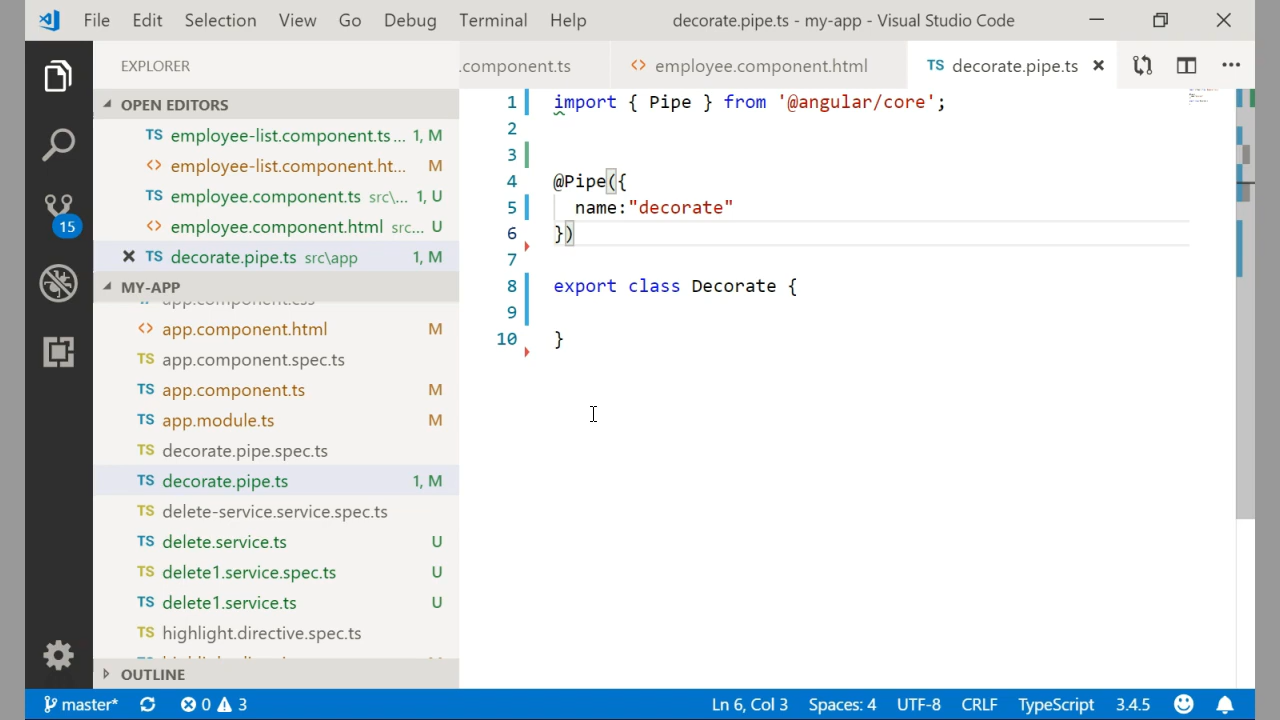 File Edit Selection View Go Debug Terminal Help decorate.pipe.ts - my-app - Visual Studio Code
EXPLORER
.component.ts employee.component.html TS decorate.pipe.ts
OPEN EDITORS
TS employee-list.component.ts... 1, M
employee-list.component.ht... M
TS employee.component.ts src\... 1, U
employee.component.html src... U
TS decorate.pipe.ts src\app 1, M
MY-APP
app.component.css
app.component.html M
TS app.component.spec.ts
TS app.component.ts M
TS app.module.ts M
TS decorate.pipe.spec.ts
TS decorate.pipe.ts 1, M
TS delete-service.service.spec.ts
TS delete.service.ts U
TS delete1.service.spec.ts U
TS delete1.service.ts U
TS highlight.directive.spec.ts
OUTLINE
1 import { Pipe } from '@angular/core';
2
3
4 @Pipe({
5 name:"decorate"
6 })
7
8 export class Decorate {
9
10 }
15
master* 0 3 Ln 6, Col 3 Spaces: 4 UTF-8 CRLF TypeScript 3.4.5